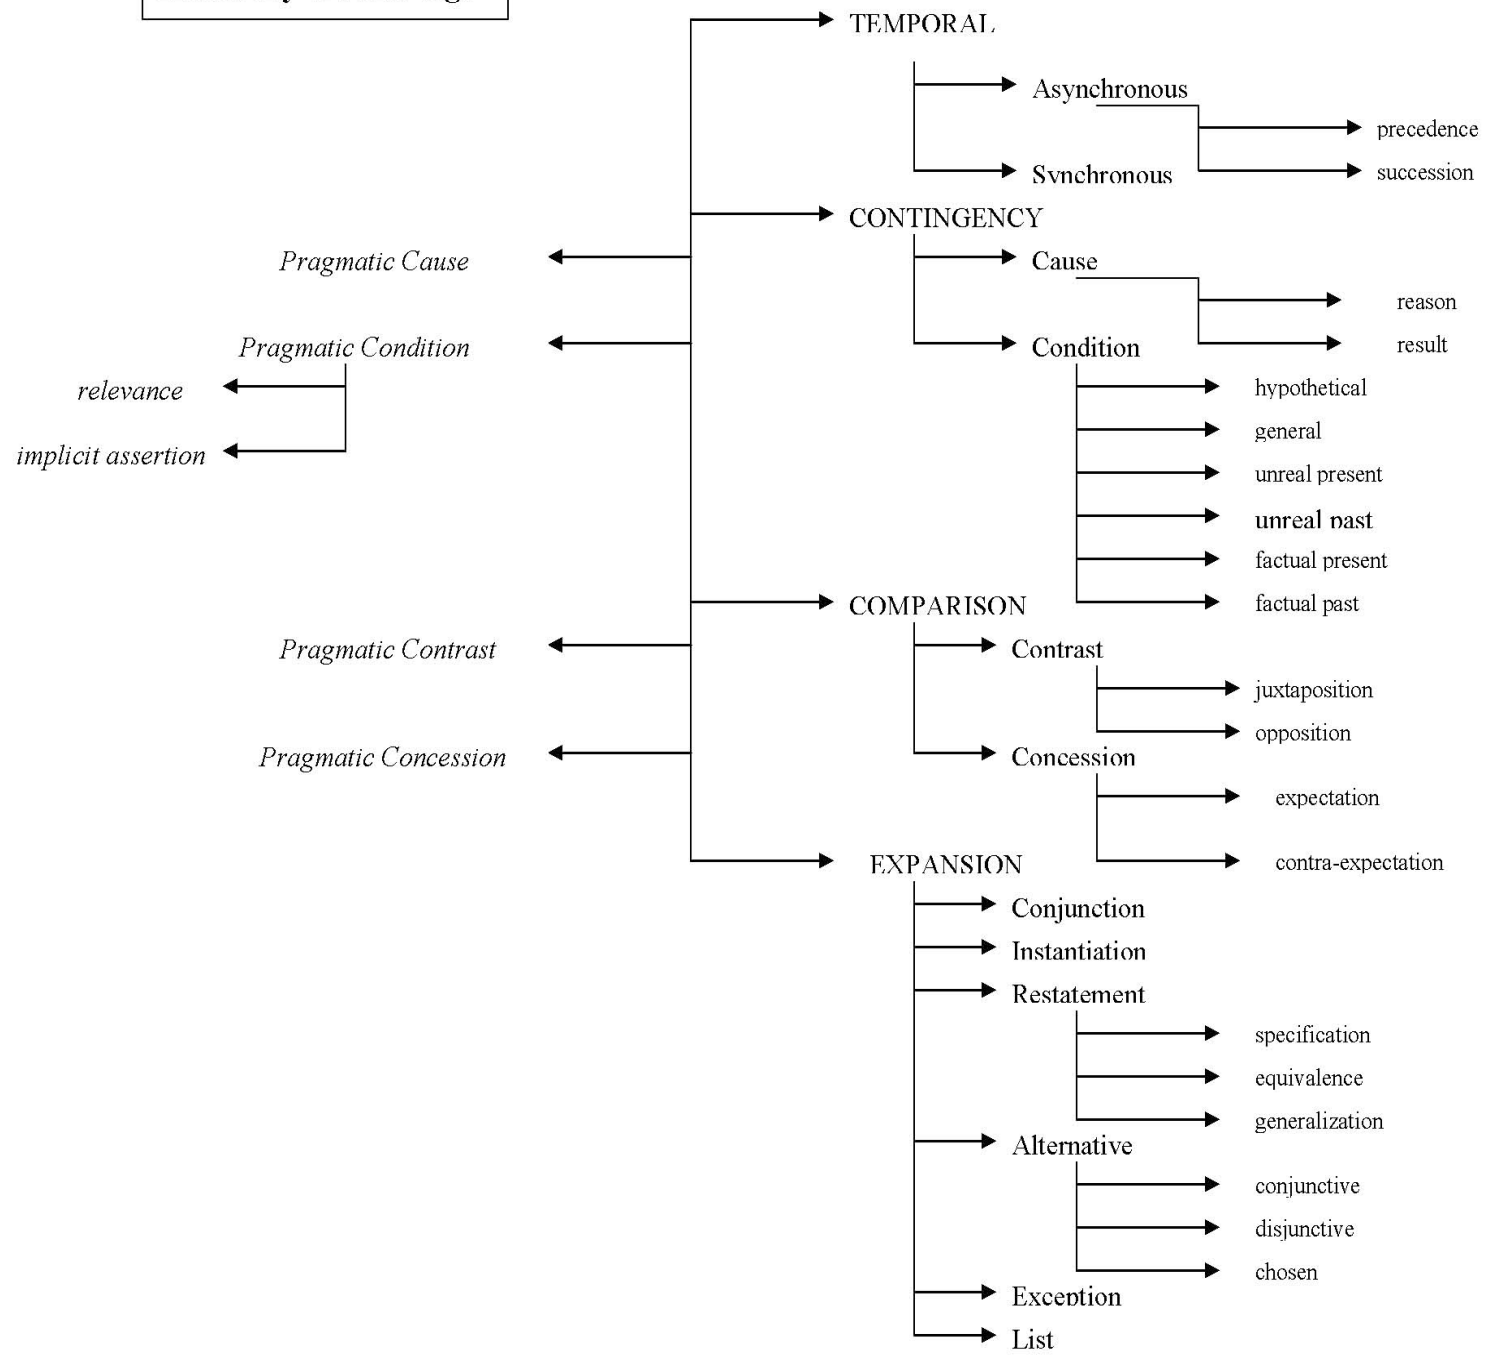 TEMPORAL
Asynchronous
precedence
succession
Synchronous
CONTINGENCY
Pragmatic Cause
Cause
reason
Pragmatic Condition
Condition
result
relevance
hypothetical
general
implicit assertion
unreal present
unreal past
factual present
factual past
COMPARISON
Pragmatic Contrast
Contrast
juxtaposition
opposition
Pragmatic Concession
Concession
expectation
contra-expectation
EXPANSION
Conjunction
Instantiation
Restatement
specification
equivalence
generalization
Alternative
conjunctive
disjunctive
chosen
Exception
List